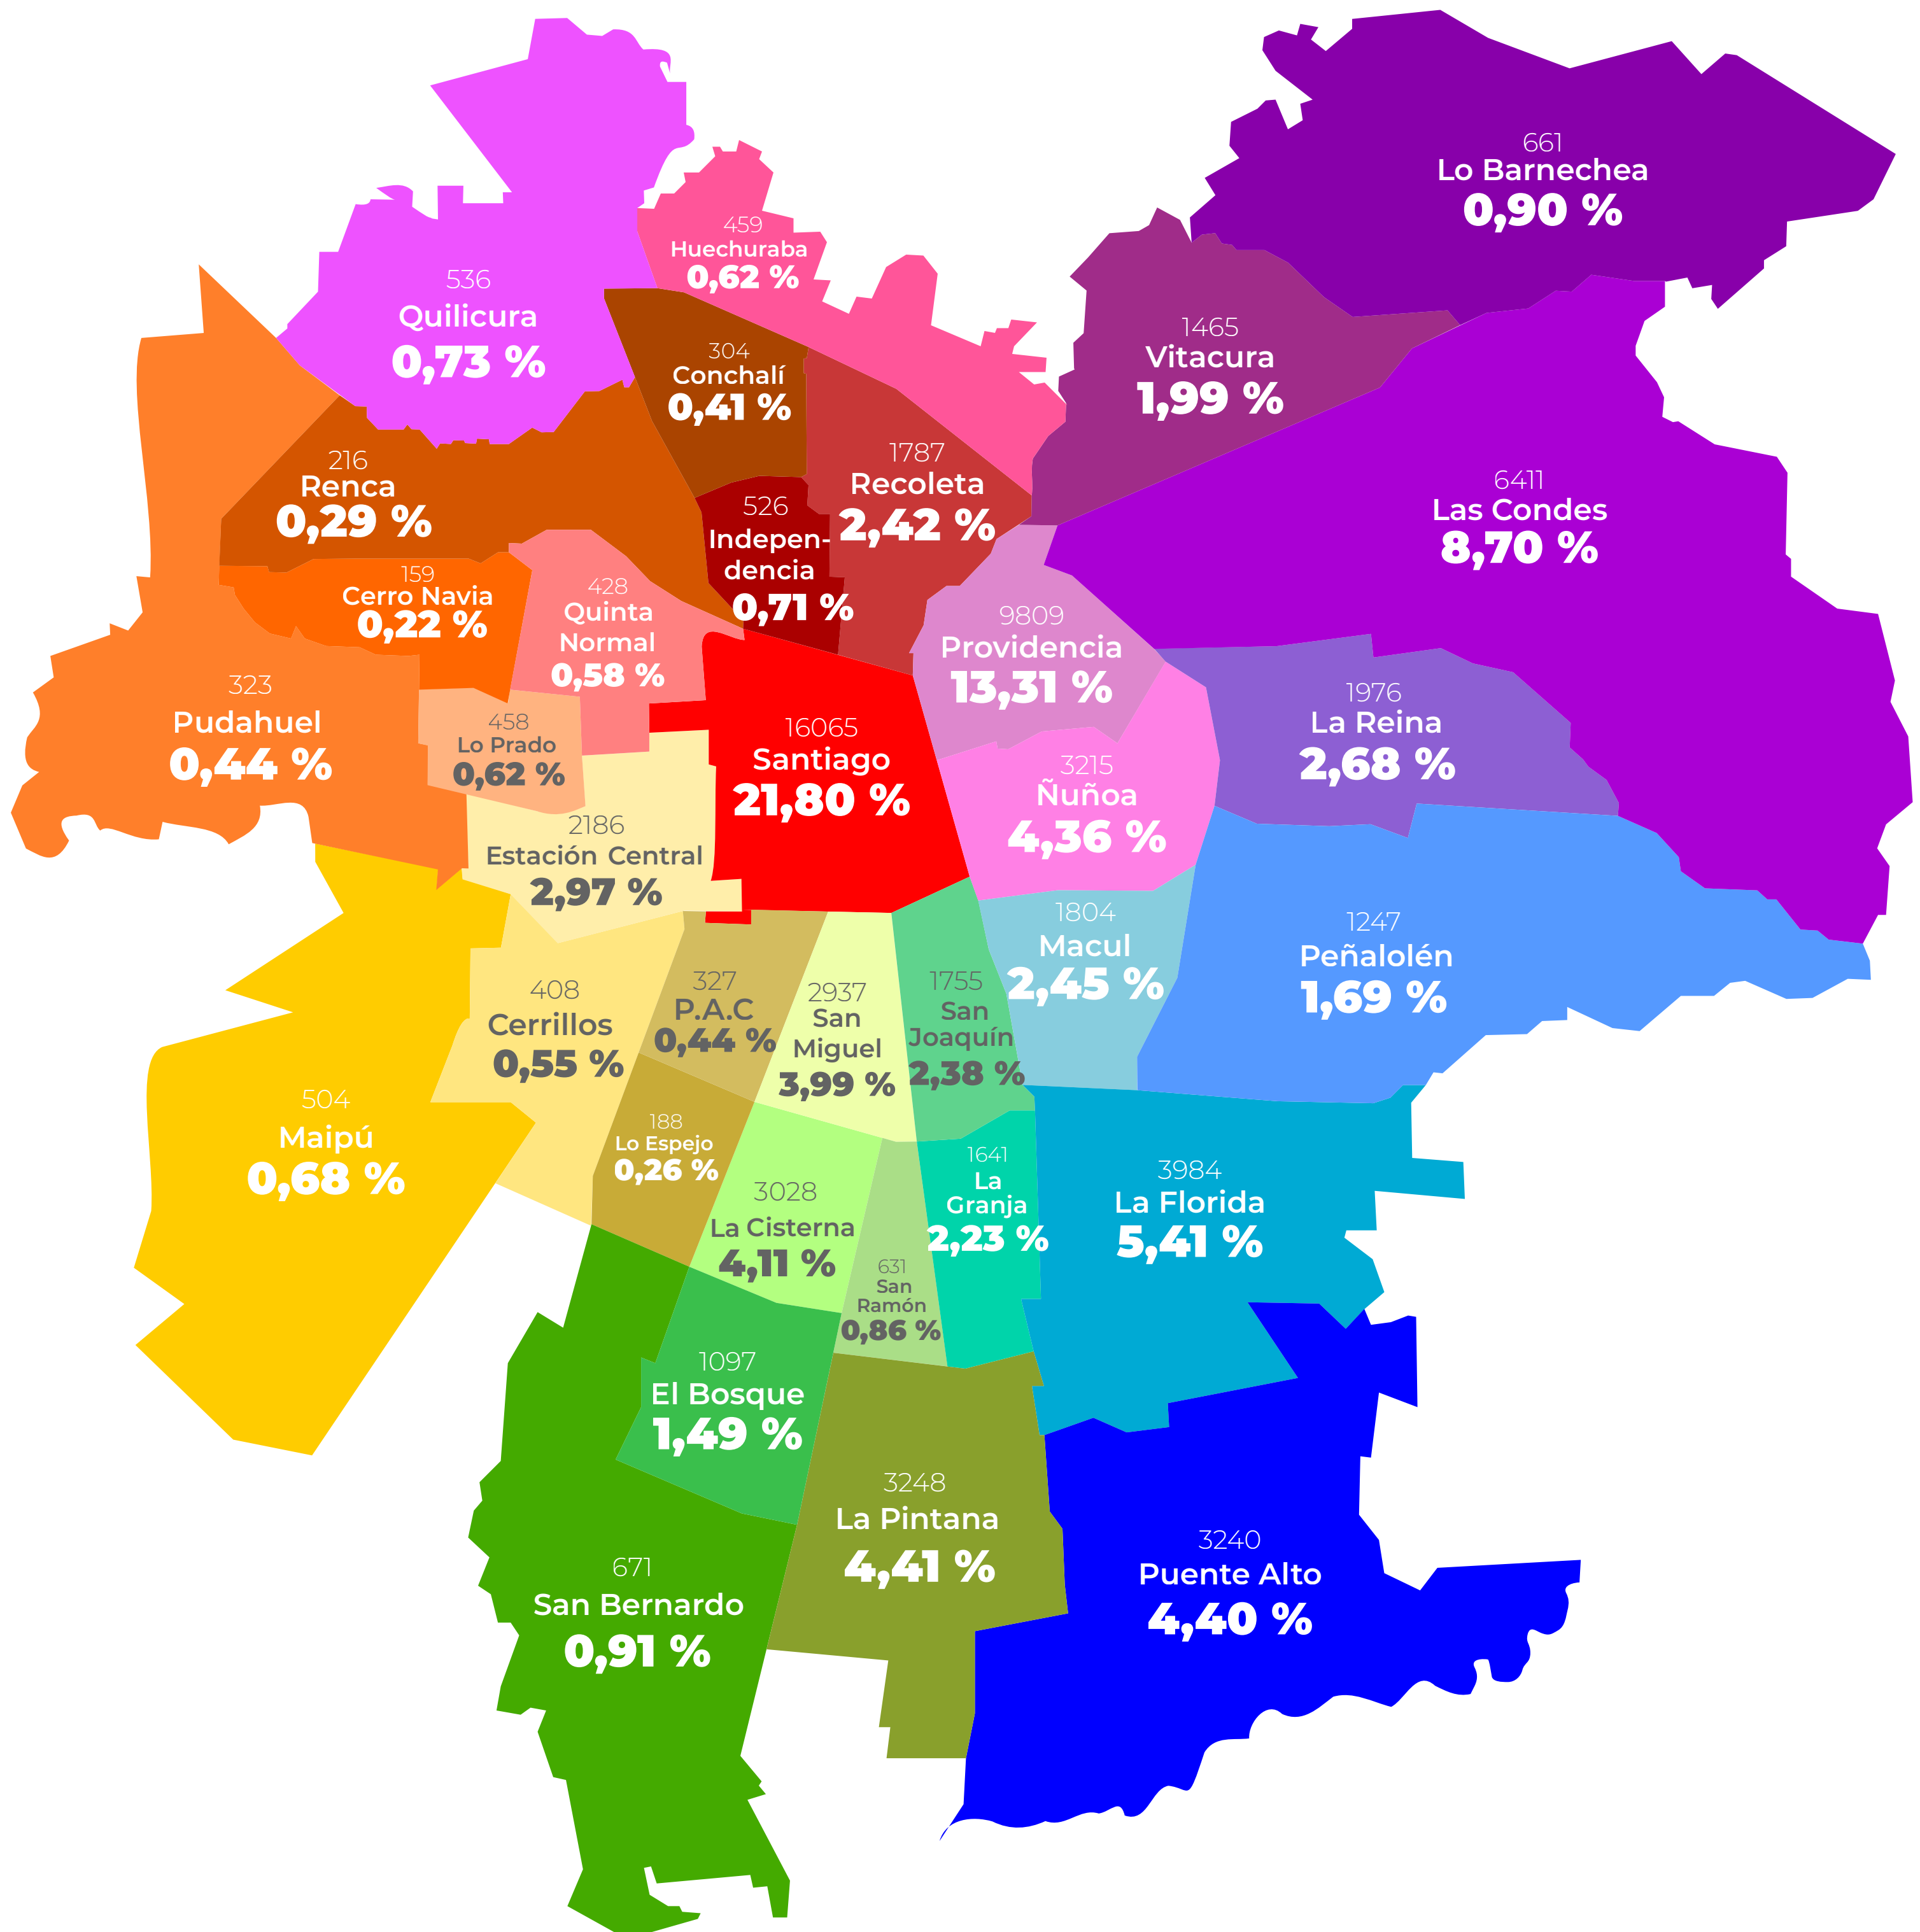 661
Lo Barnechea
0,90 %
459
Huechuraba
0,62 %
536
Quilicura
0,73 %
1465
Vitacura
1,99 %
304
Conchalí
0,41 %
1787
Recoleta
2,42 %
216
Renca
0,29 %
6411
Las Condes
8,70 %
526
Indepen-
dencia
0,71 %
159
Cerro Navia
0,22 %
428
Quinta
Normal
0,58 %
9809
Providencia
13,31 %
323
Pudahuel
0,44 %
458
Lo Prado
0,62 %
16065
Santiago
21,80 %
1976
La Reina
2,68 %
3215
Ñuñoa
4,36 %
2186
Estación Central
2,97 %
1804
Macul
2,45 %
1247
Peñalolén
1,69 %
408
Cerrillos
0,55 %
327
P.A.C
0,44 %
2937
San
Miguel
3,99 %
1755
San
Joaquín
2,38 %
504
Maipú
0,68 %
188
Lo Espejo
0,26 %
3028
La Cisterna
4,11 %
1641
La
Granja
2,23 %
3984
La Florida
5,41 %
631
San
Ramón
0,86 %
1097
El Bosque
1,49 %
3248
La Pintana
4,41 %
3240
Puente Alto
4,40 %
671
San Bernardo
0,91 %